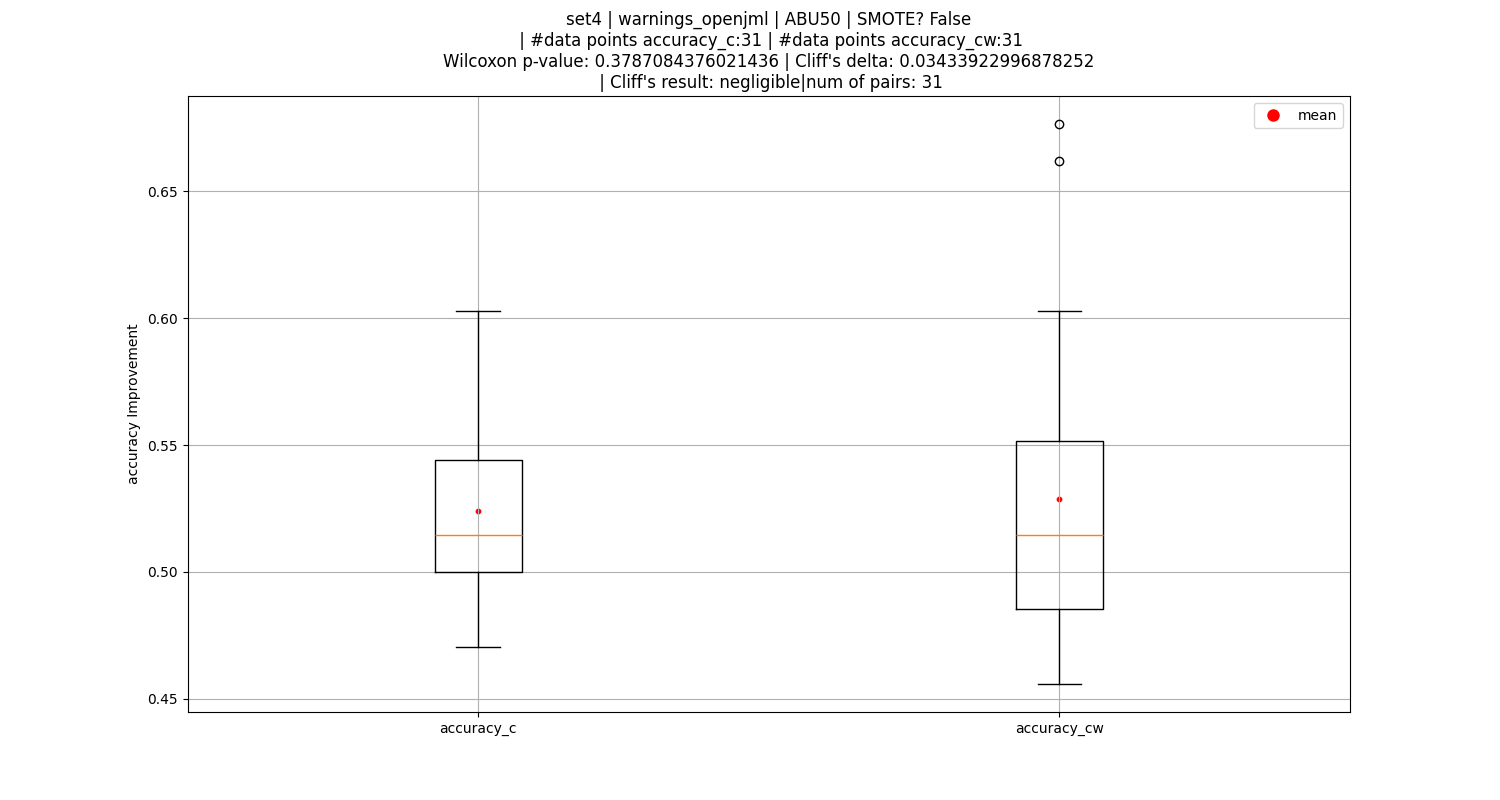 set4 | warnings_openjml | ABU50 | SMOTE? False
| #data points accuracy_c:31 | #data points accuracy_cw:31
Wilcoxon p-value: 0.3787084376021436 | Cliff's delta: 0.03433922996878252
| Cliff's result: negligible|num of pairs: 31
mean
0.65
0.60
0.55
0.50
0.45
accuracy Improvement
accuracy_c
accuracy_cw